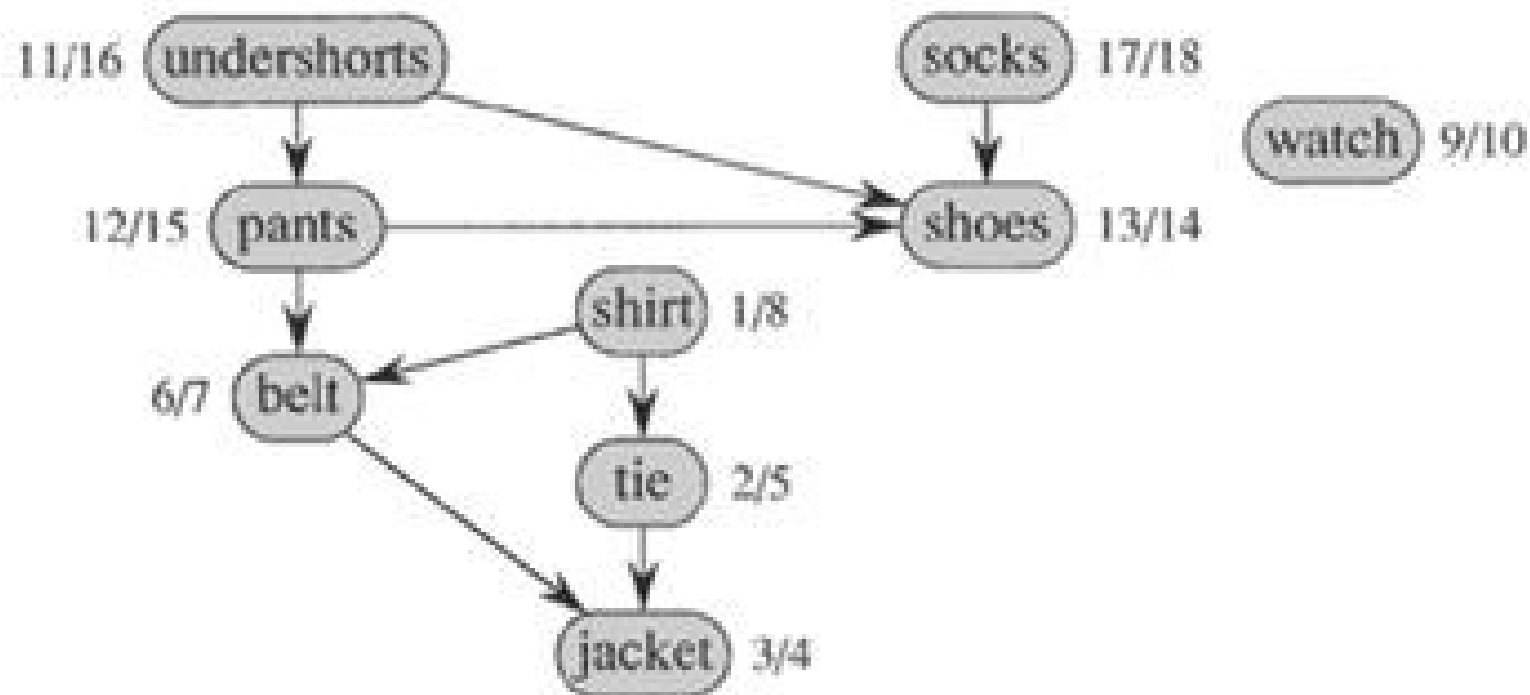 11/16 undershorts socks 17/18
watch 9/10
12/15 pants shoes 13/14
shirt 1/8
6/7 belt
tie 2/5
jacket 3/4